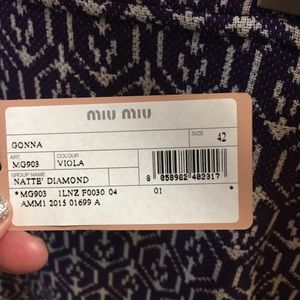 miu miu
GONNA
SIZE 42
ART. COLOUR
MG903 VIOLA
GROUP NAME
NATTE' DIAMOND
8 058982 402317
*MG903 1LNZ F0030 04 01
AMM1 2015 01699 A